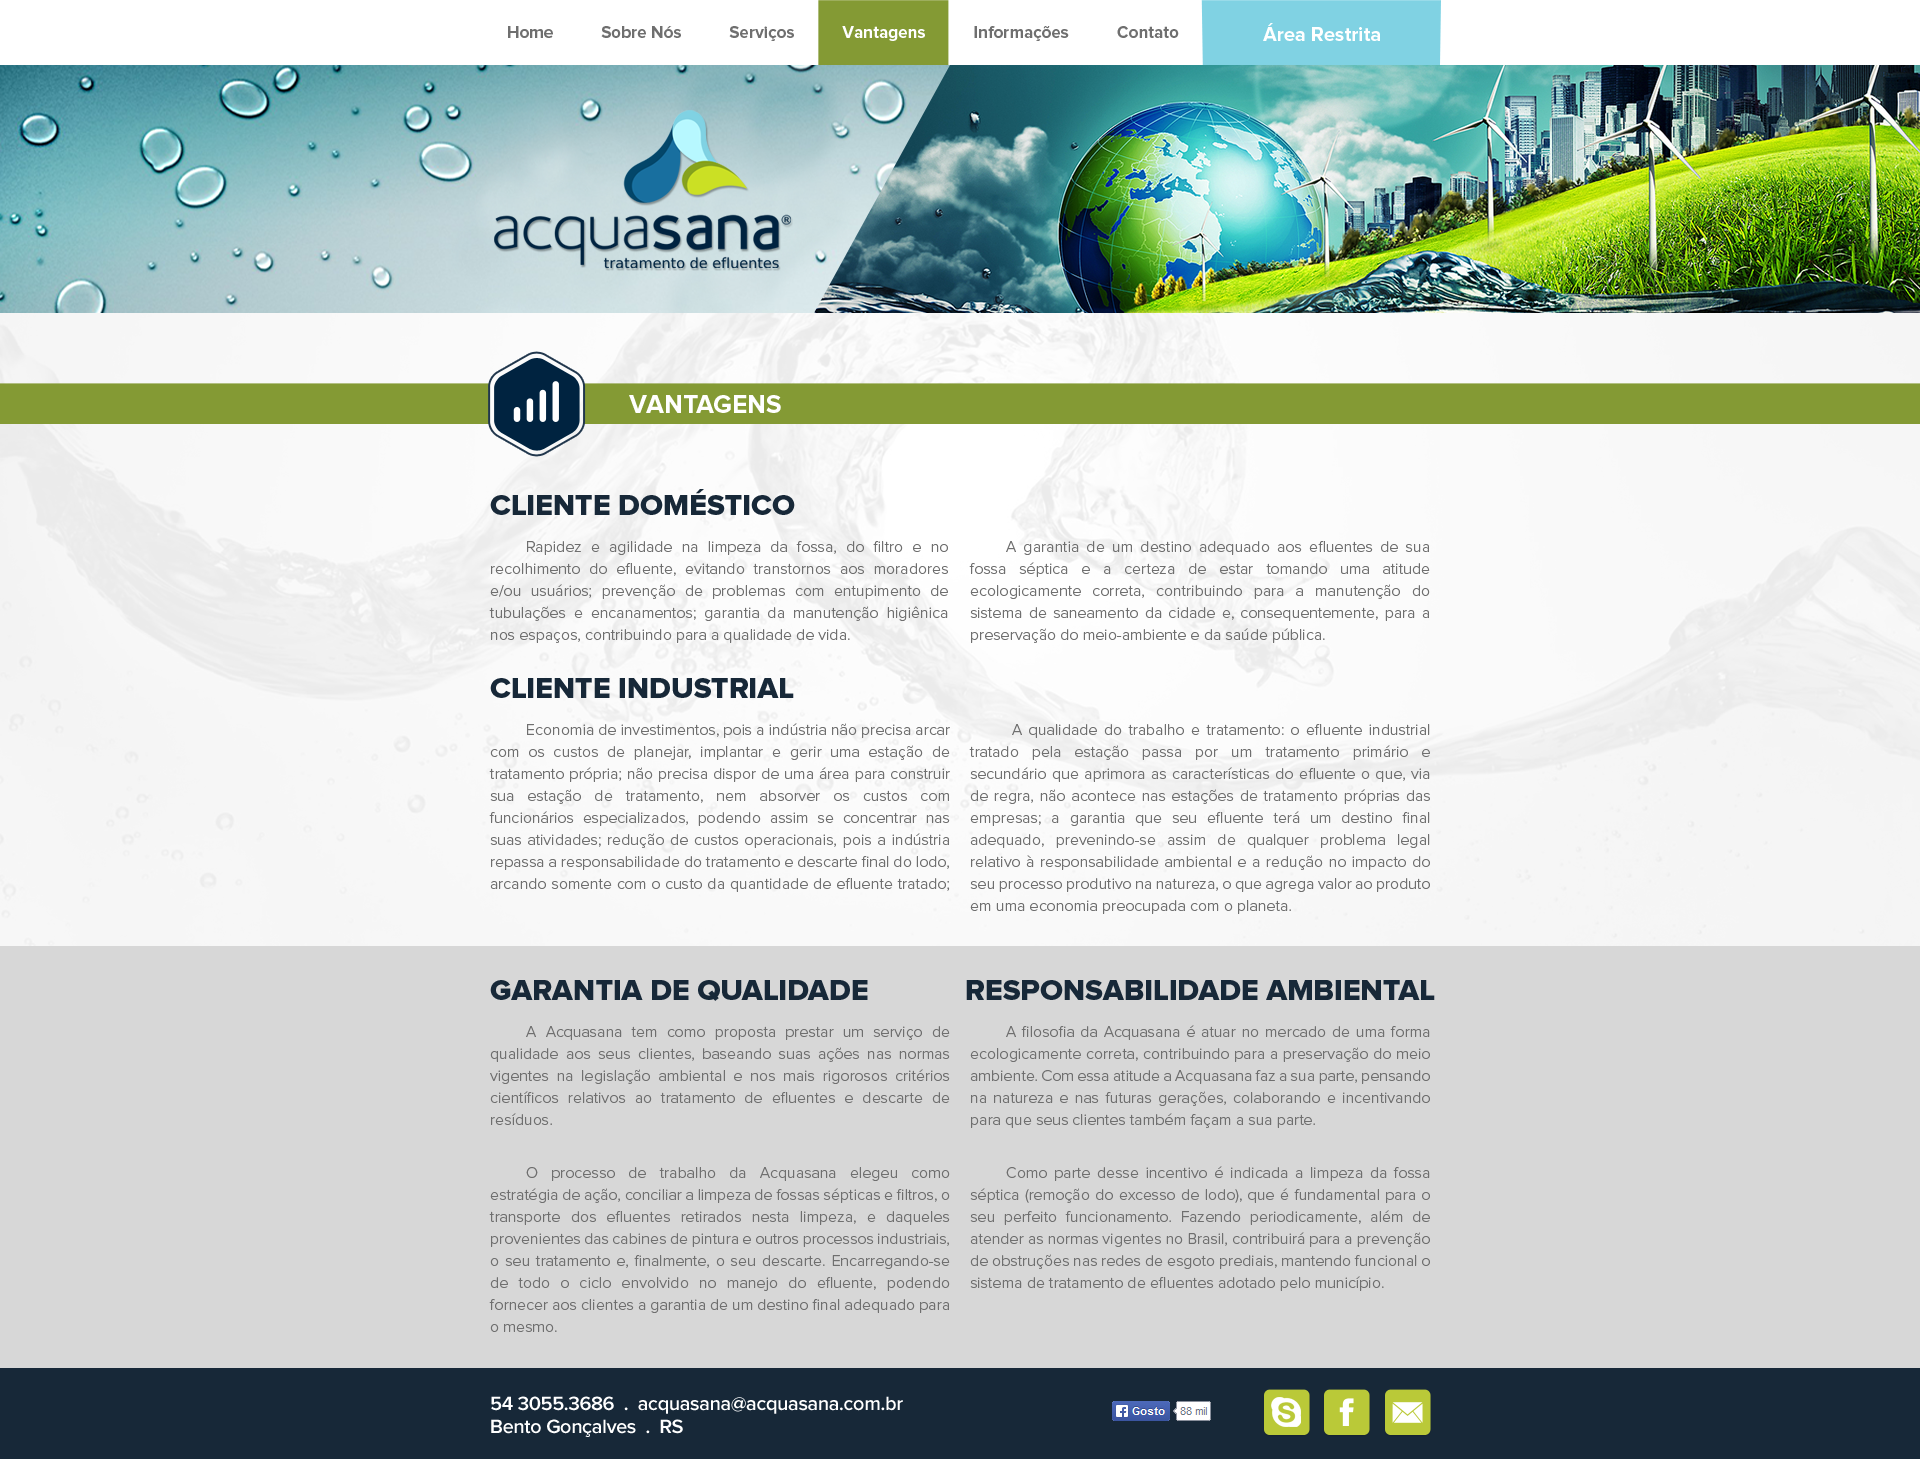 Home
Sobre Nós
Serviços
Vantagens
Informações
Contato
Área Restrita
acquasana®
tratamento de efluentes
VANTAGENS
CLIENTE DOMÉSTICO
Rapidez e agilidade na limpeza da fossa, do filtro e no
recolhimento do efluente, evitando transtornos aos moradores
e/ou usuários; prevenção de problemas com entupimento de
tubulações e encanamentos; garantia da manutenção higiênica
nos espaços, contribuindo para a qualidade de vida.
A garantia de um destino adequado aos efluentes de sua
fossa séptica e a certeza de estar tomando uma atitude
ecologicamente correta, contribuindo para a manutenção do
sistema de saneamento da cidade e, consequentemente, para a
preservação do meio-ambiente e da saúde pública.
CLIENTE INDUSTRIAL
Economia de investimentos, pois a indústria não precisa arcar
com os custos de planejar, implantar e gerir uma estação de
tratamento própria; não precisa dispor de uma área para construir
sua estação de tratamento, nem absorver os custos com
funcionários especializados, podendo assim se concentrar nas
suas atividades; redução de custos operacionais, pois a indústria
repassa a responsabilidade do tratamento e descarte final do lodo,
arcando somente com o custo da quantidade de efluente tratado;
A qualidade do trabalho e tratamento: o efluente industrial
tratado pela estação passa por um tratamento primário e
secundário que aprimora as características do efluente o que, via
de regra, não acontece nas estações de tratamento próprias das
empresas; a garantia que seu efluente terá um destino final
adequado, prevenindo-se assim de qualquer problema legal
relativo à responsabilidade ambiental e a redução no impacto do
seu processo produtivo na natureza, o que agrega valor ao produto
em uma economia preocupada com o planeta.
GARANTIA DE QUALIDADE
A Acquasana tem como proposta prestar um serviço de
qualidade aos seus clientes, baseando suas ações nas normas
vigentes na legislação ambiental e nos mais rigorosos critérios
científicos relativos ao tratamento de efluentes e descarte de
resíduos.
O processo de trabalho da Acquasana elegeu como
estratégia de ação, conciliar a limpeza de fossas sépticas e filtros, o
transporte dos efluentes retirados nesta limpeza, e daqueles
provenientes das cabines de pintura e outros processos industriais,
o seu tratamento e, finalmente, o seu descarte. Encarregando-se
de todo o ciclo envolvido no manejo do efluente, podendo
fornecer aos clientes a garantia de um destino final adequado para
o mesmo.
RESPONSABILIDADE AMBIENTAL
A filosofia da Acquasana é atuar no mercado de uma forma
ecologicamente correta, contribuindo para a preservação do meio
ambiente. Com essa atitude a Acquasana faz a sua parte, pensando
na natureza e nas futuras gerações, colaborando e incentivando
para que seus clientes também façam a sua parte.
Como parte desse incentivo é indicada a limpeza da fossa
séptica (remoção do excesso de lodo), que é fundamental para o
seu perfeito funcionamento. Fazendo periodicamente, além de
atender as normas vigentes no Brasil, contribuirá para a prevenção
de obstruções nas redes de esgoto prediais, mantendo funcional o
sistema de tratamento de efluentes adotado pelo município.
54 3055.3686 . acquasana@acquasana.com.br
Bento Gonçalves . RS
Gosto
88 mil